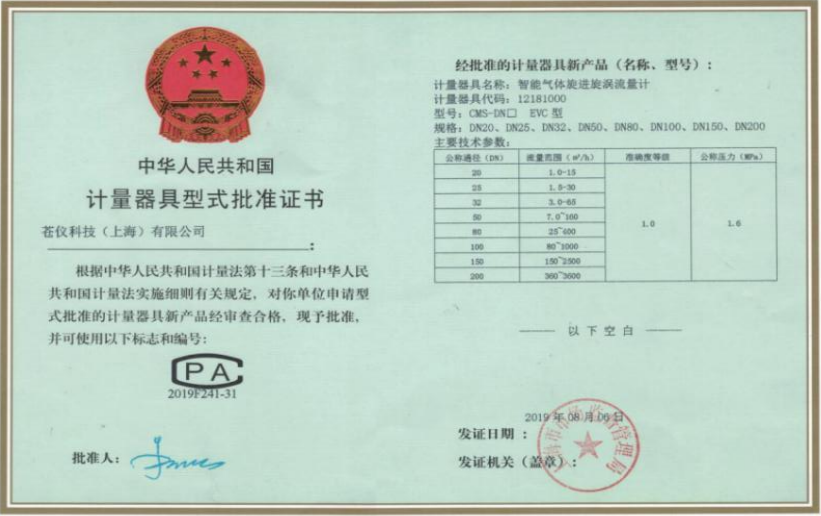 中华人民共和国
计量器具型式批准证书
苍仪科技（上海）有限公司
：
根据中华人民共和国计量法第十三条和中华人民
共和国计量法实施细则有关规定，对你单位申请型
式批准的计量器具新产品经审查合格，现予批准，
并可使用以下标志和编号：
CPA
2019F241-31
批准人：
经批准的计量器具新产品（名称、型号）：
计量器具名称：智能气体旋进旋涡流量计
计量器具代码：12181000
型号：CMS-DN□ EVC 型
规格：DN20、DN25、DN32、DN50、DN80、DN100、DN150、DN200
主要技术参数：
公称通径（DN） 流量范围（m³/h） 准确度等级 公称压力（MPa）
20 1.0-15
25 1.5-30
32 3.0-65
50 7.0~160
1.0 1.6
80 25~400
100 80~1000
150 150~2500
200 360~3600
以下空白
2019 年 08 月 06 日
发证日期：
发证机关（盖章）：